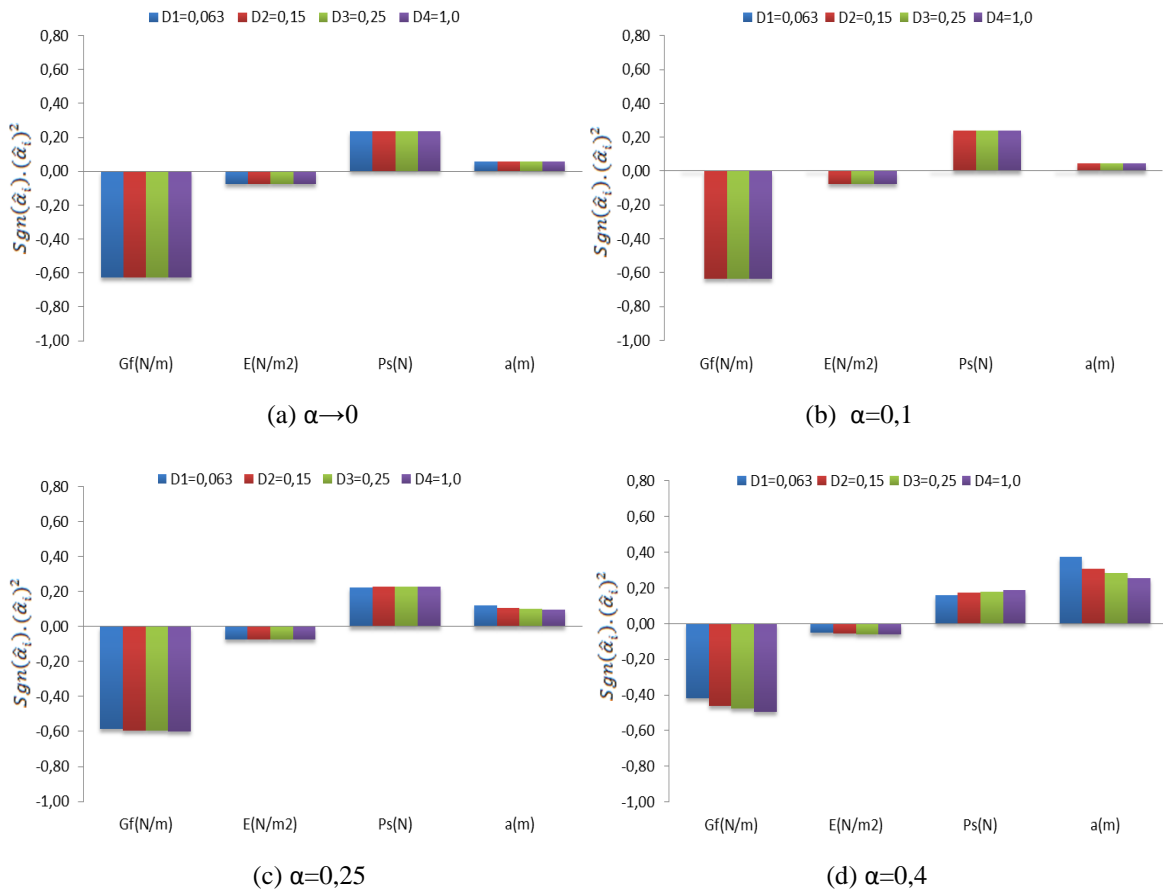 D1=0,063 D2=0,15 D3=0,25 D4=1,0
0,80
0,60
0,40
0,20
0,00
-0,20
-0,40
-0,60
-0,80
-1,00
Sgn(α̂ᵢ).(α̂ᵢ)²
Gf(N/m) E(N/m2) Ps(N) a(m)
(a) α→0
D1=0,063 D2=0,15 D3=0,25 D4=1,0
0,80
0,60
0,40
0,20
0,00
-0,20
-0,40
-0,60
-0,80
-1,00
Sgn(α̂ᵢ).(α̂ᵢ)²
Gf(N/m) E(N/m2) Ps(N) a(m)
(b) α=0,1
D1=0,063 D2=0,15 D3=0,25 D4=1,0
0,80
0,60
0,40
0,20
0,00
-0,20
-0,40
-0,60
-0,80
-1,00
Sgn(α̂ᵢ).(α̂ᵢ)²
Gf(N/m) E(N/m2) Ps(N) a(m)
(c) α=0,25
D1=0,063 D2=0,15 D3=0,25 D4=1,0
0,80
0,60
0,40
0,20
0,00
-0,20
-0,40
-0,60
-0,80
-1,00
Sgn(α̂ᵢ).(α̂ᵢ)²
Gf(N/m) E(N/m2) Ps(N) a(m)
(d) α=0,4